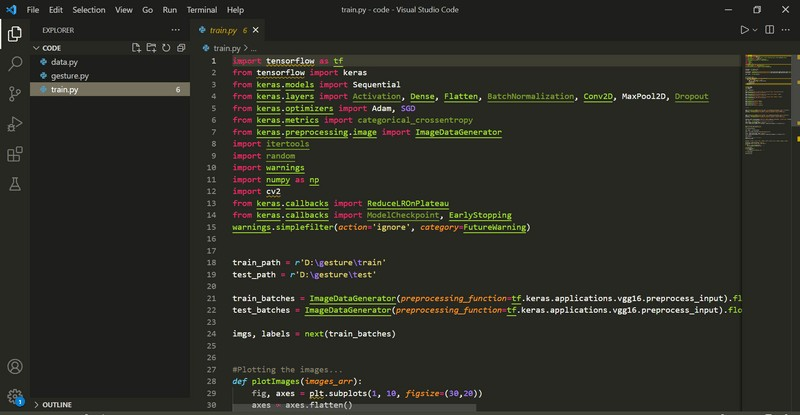 File Edit Selection View Go Run Terminal Help train.py - code - Visual Studio Code
EXPLORER ...
CODE
data.py
gesture.py
train.py 6
OUTLINE
1
train.py 6
train.py > ...
1 import tensorflow as tf
2 from tensorflow import keras
3 from keras.models import Sequential
4 from keras.layers import Activation, Dense, Flatten, BatchNormalization, Conv2D, MaxPool2D, Dropout
5 from keras.optimizers import Adam, SGD
6 from keras.metrics import categorical_crossentropy
7 from keras.preprocessing.image import ImageDataGenerator
8 import itertools
9 import random
10 import warnings
11 import numpy as np
12 import cv2
13 from keras.callbacks import ReduceLROnPlateau
14 from keras.callbacks import ModelCheckpoint, EarlyStopping
15 warnings.simplefilter(action='ignore', category=FutureWarning)
16
17
18 train_path = r'D:\gesture\train'
19 test_path = r'D:\gesture\test'
20
21 train_batches = ImageDataGenerator(preprocessing_function=tf.keras.applications.vgg16.preprocess_input).flo
22 test_batches = ImageDataGenerator(preprocessing_function=tf.keras.applications.vgg16.preprocess_input).flo
23
24 imgs, labels = next(train_batches)
25
26
27 #Plotting the images...
28 def plotImages(images_arr):
29 fig, axes = plt.subplots(1, 10, figsize=(30,20))
30 axes = axes.flatten()